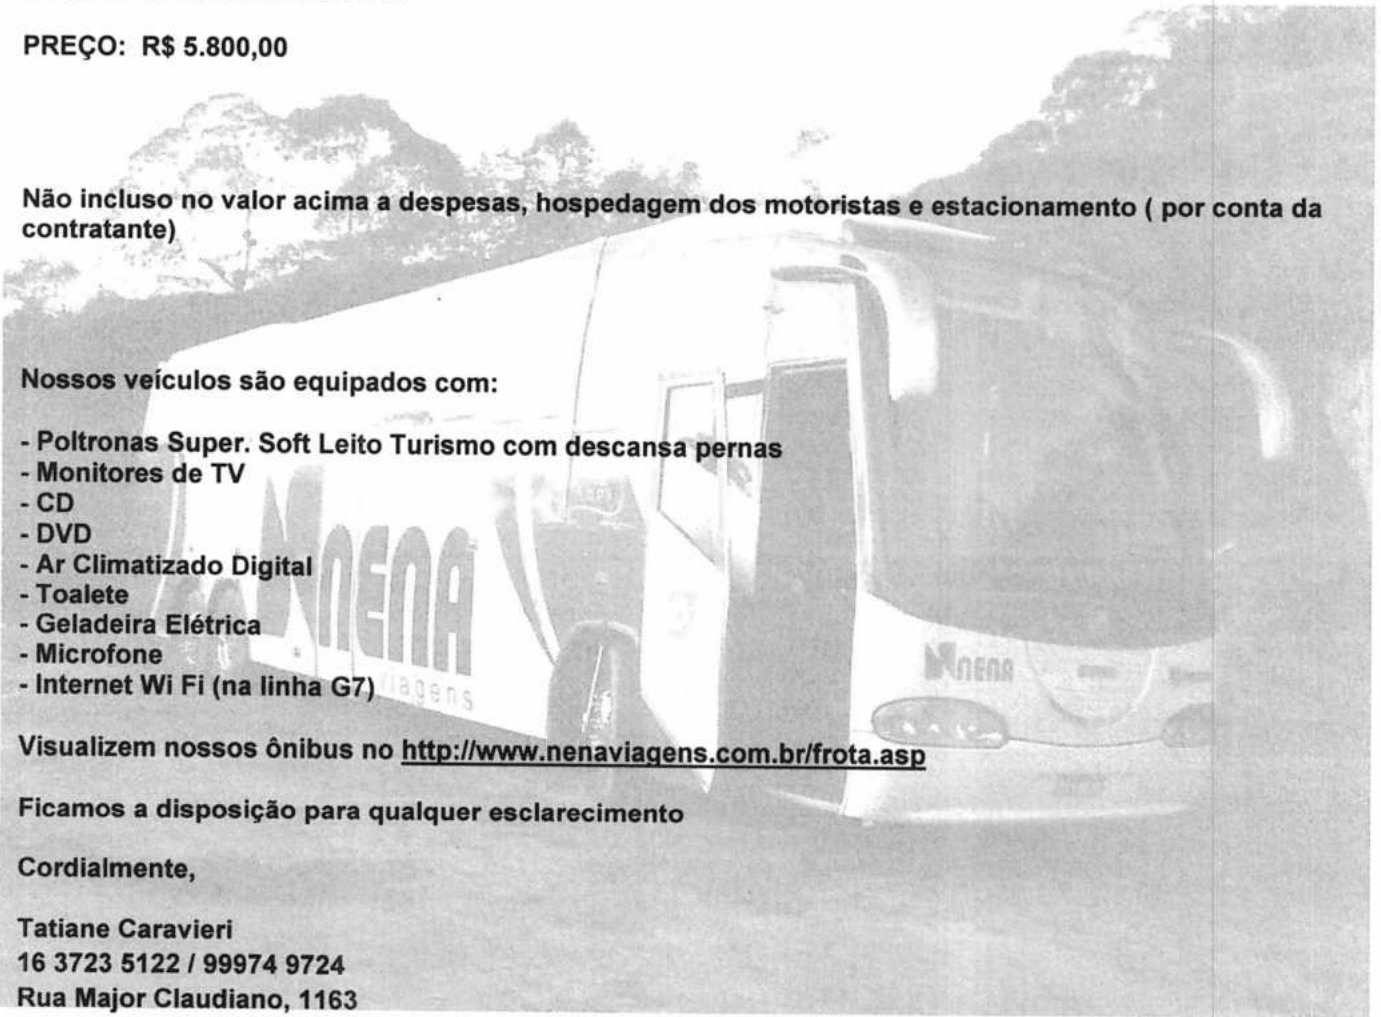 PREÇO: R$ 5.800,00
Não incluso no valor acima a despesas, hospedagem dos motoristas e estacionamento ( por conta da
contratante)
Nossos veículos são equipados com:
- Poltronas Super. Soft Leito Turismo com descansa pernas
- Monitores de TV
- CD
- DVD
- Ar Climatizado Digital
- Toalete
- Geladeira Elétrica
- Microfone
- Internet Wi Fi (na linha G7)
NENA
viagens
NENA
Visualizem nossos ônibus no http://www.nenaviagens.com.br/frota.asp
Ficamos a disposição para qualquer esclarecimento
Cordialmente,
Tatiane Caravieri
16 3723 5122 / 99974 9724
Rua Major Claudiano, 1163